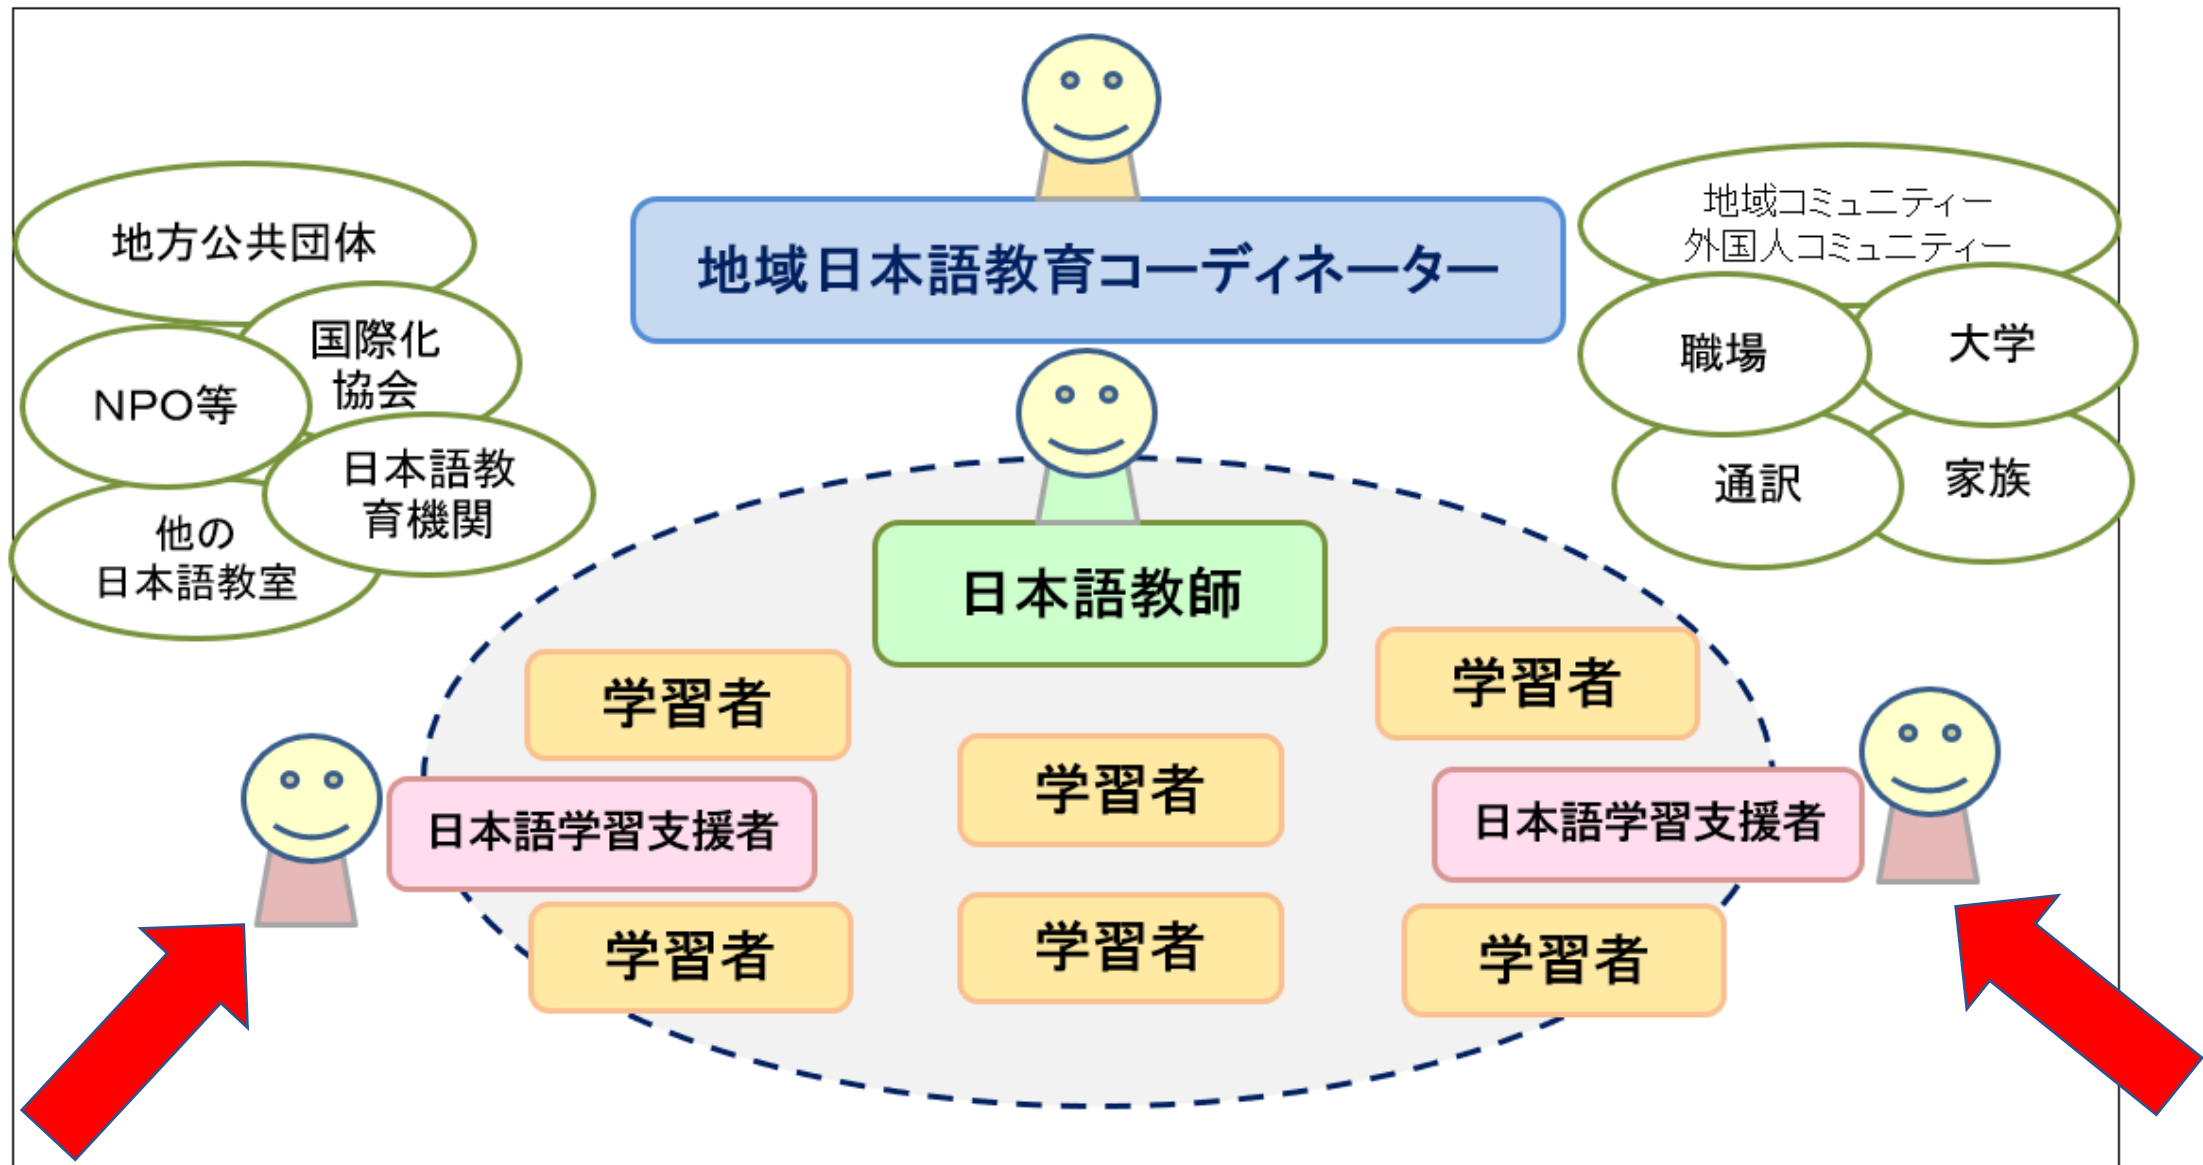 地域日本語教育コーディネーター
地方公共団体
国際化
協会
NPO等
日本語教
育機関
他の
日本語教室
地域コミュニティー
外国人コミュニティー
職場
大学
通訳
家族
日本語教師
学習者
学習者
学習者
日本語学習支援者
日本語学習支援者
学習者
学習者
学習者